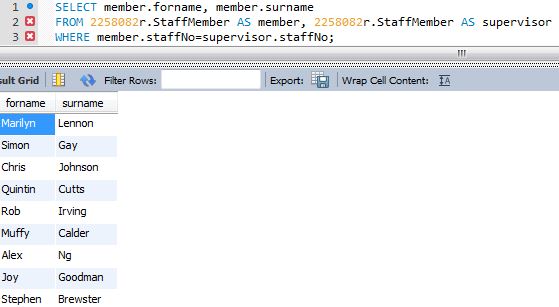 1 SELECT member.forname, member.surname
2 FROM 2258082r.StaffMember AS member, 2258082r.StaffMember AS supervisor
3 WHERE member.staffNo=supervisor.staffNo;
sult Grid Filter Rows: Export: Wrap Cell Content: IA
forname surname
Marilyn Lennon
Simon Gay
Chris Johnson
Quintin Cutts
Rob Irving
Muffy Calder
Alex Ng
Joy Goodman
Stephen Brewster